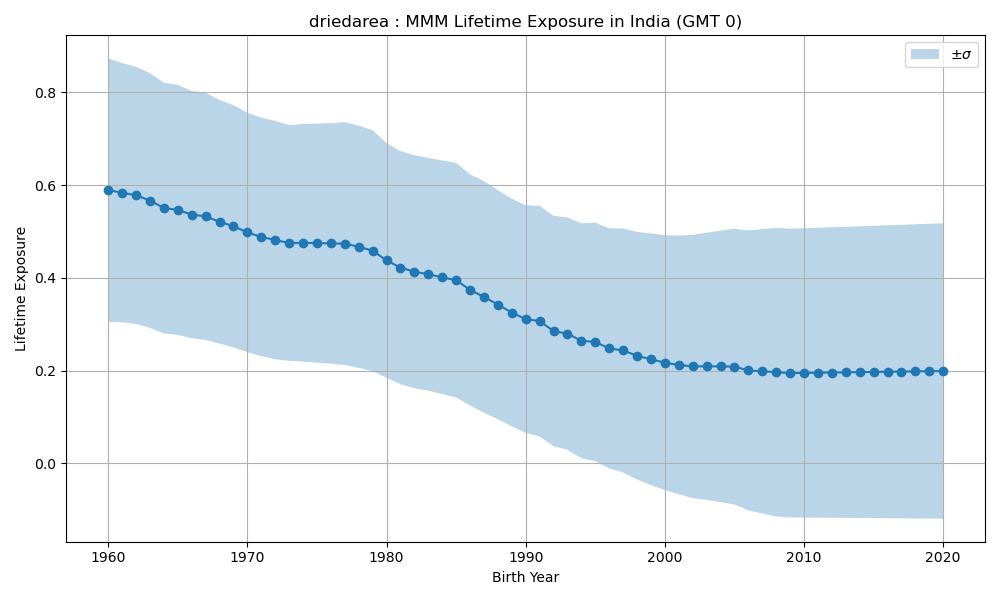 driedarea : MMM Lifetime Exposure in India (GMT 0)
±σ
Lifetime Exposure
0.8
0.6
0.4
0.2
0.0
1960 1970 1980 1990 2000 2010 2020
Birth Year